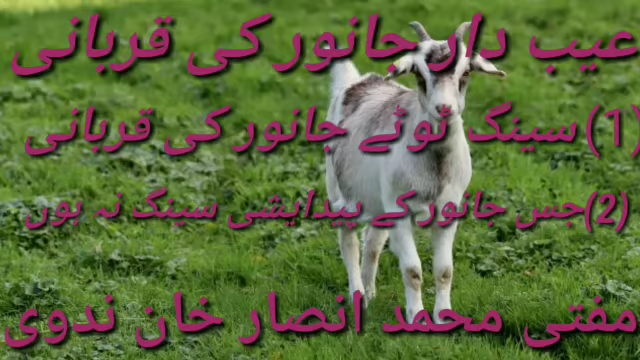 عیب دار جانور کی قربانی
(1) سینگ ٹوٹے جانور کی قربانی
(2) جس جانور کے پیدایشی سینگ نہ ہوں
مفتی محمد انصار خان ندوی